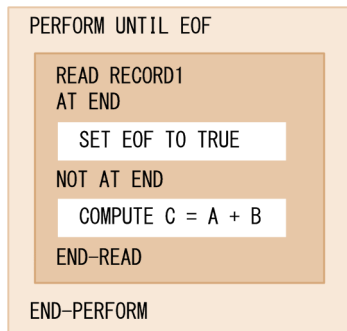 PERFORM UNTIL EOF
READ RECORD1
AT END
SET EOF TO TRUE
NOT AT END
COMPUTE C = A + B
END-READ
END-PERFORM